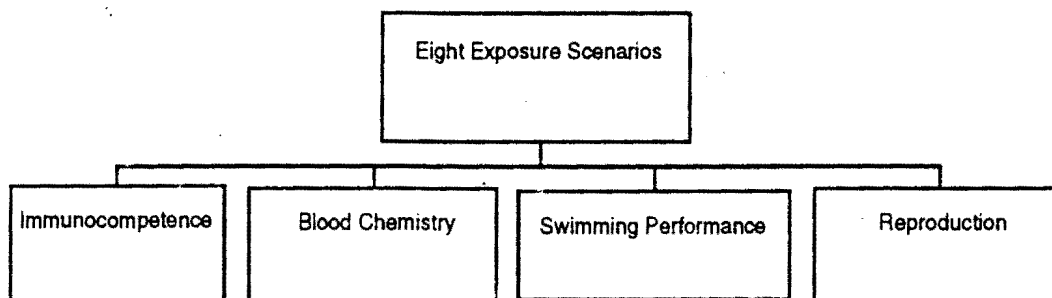 Eight Exposure Scenarios
Immunocompetence
Blood Chemistry
Swimming Performance
Reproduction